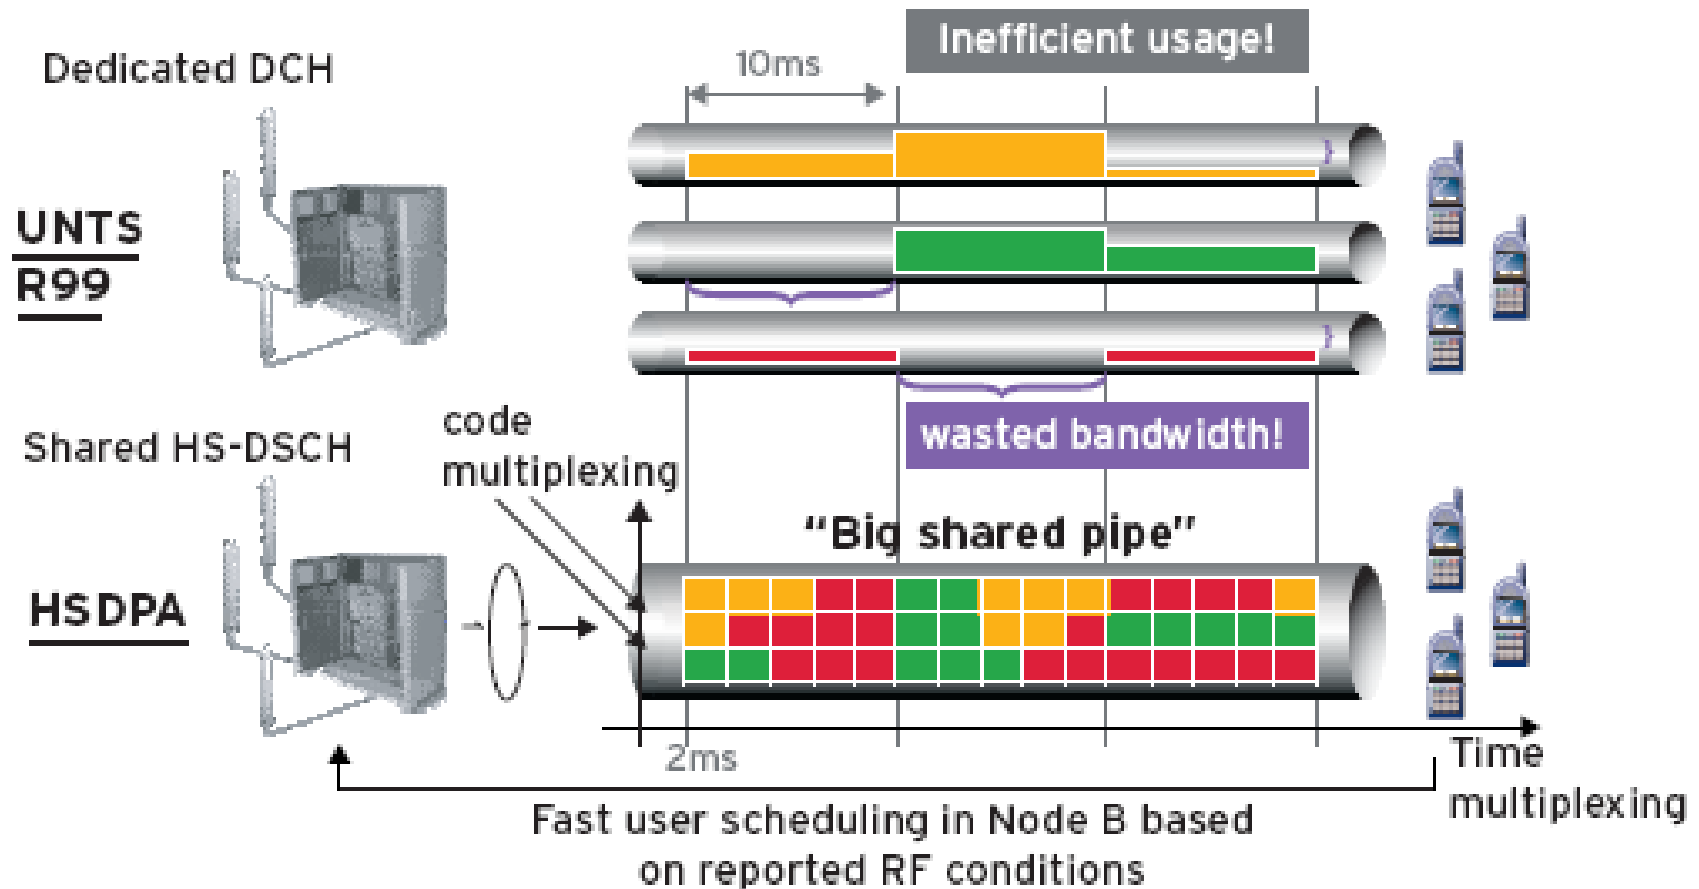 Inefficient usage!
10ms
Dedicated DCH
UNTS
R99
wasted bandwidth!
code
multiplexing
Shared HS-DSCH
"Big shared pipe"
HSDPA
2ms
Time
multiplexing
Fast user scheduling in Node B based
on reported RF conditions